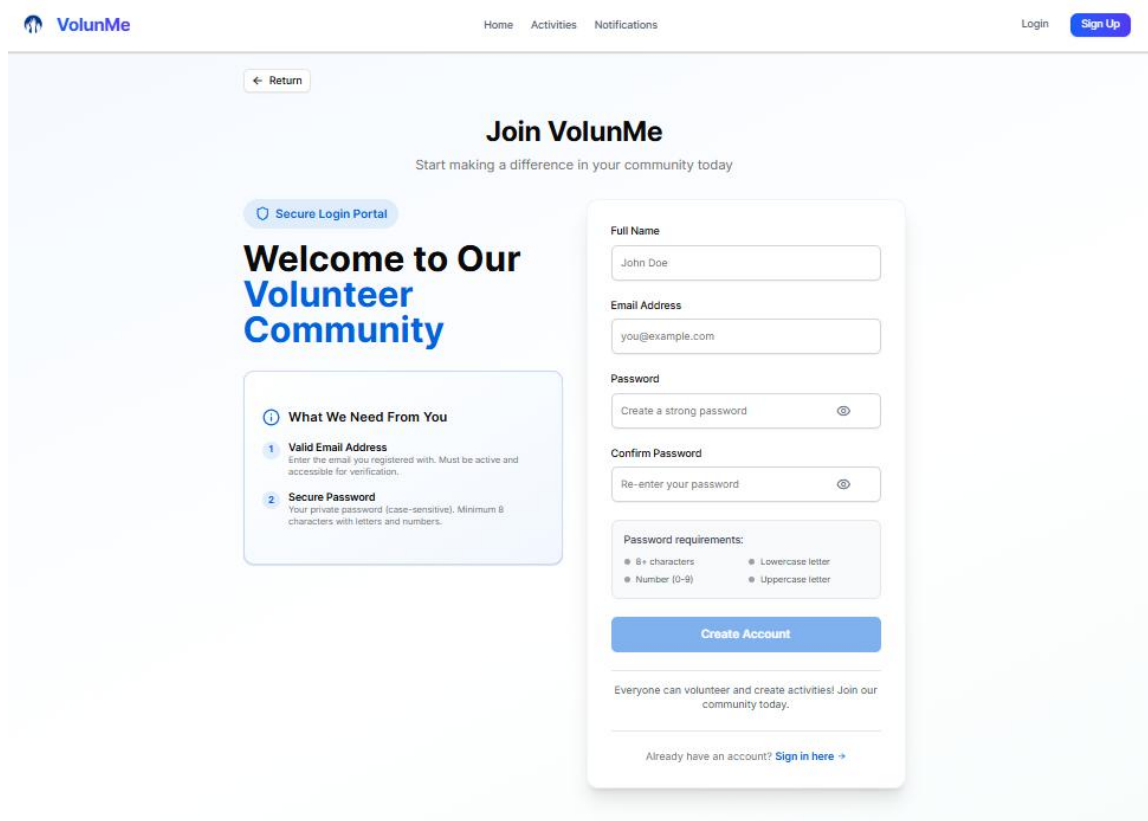 VolunMe
Home Activities Notifications
Login Sign Up
← Return
Join VolunMe
Start making a difference in your community today
Secure Login Portal
Welcome to Our
Volunteer
Community
What We Need From You
1 Valid Email Address
Enter the email you registered with. Must be active and
accessible for verification.
2 Secure Password
Your private password (case-sensitive). Minimum 8
characters with letters and numbers.
Full Name
John Doe
Email Address
you@example.com
Password
Create a strong password
Confirm Password
Re-enter your password
Password requirements:
8+ characters
Lowercase letter
Number (0-9)
Uppercase letter
Create Account
Everyone can volunteer and create activities! Join our
community today.
Already have an account? Sign in here →